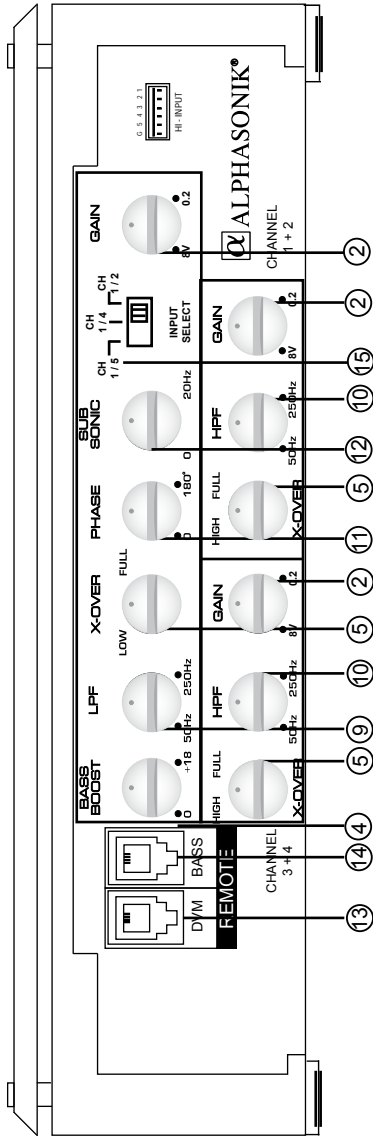 BASS BOOST
0 +18
LPF
50Hz 250Hz
X-OVER
LOW FULL
PHASE
0 180°
SUB SONIC
0 20Hz
CH 1 / 5
CH 1 / 4
CH 1 / 2
INPUT SELECT
GAIN
8V 0.2
G 5 4 3 2 1
HI - INPUT
DVM
BASS
REMOTE
CHANNEL 3 + 4
HIGH FULL
X-OVER
HPF
50Hz 250Hz
GAIN
8V 0.2
HIGH FULL
X-OVER
HPF
50Hz 250Hz
GAIN
8V 0.2
α ALPHASONIK®
CHANNEL 1 + 2
13 14 4 5 9 10 5 2 11 5 12 10 15 2 2